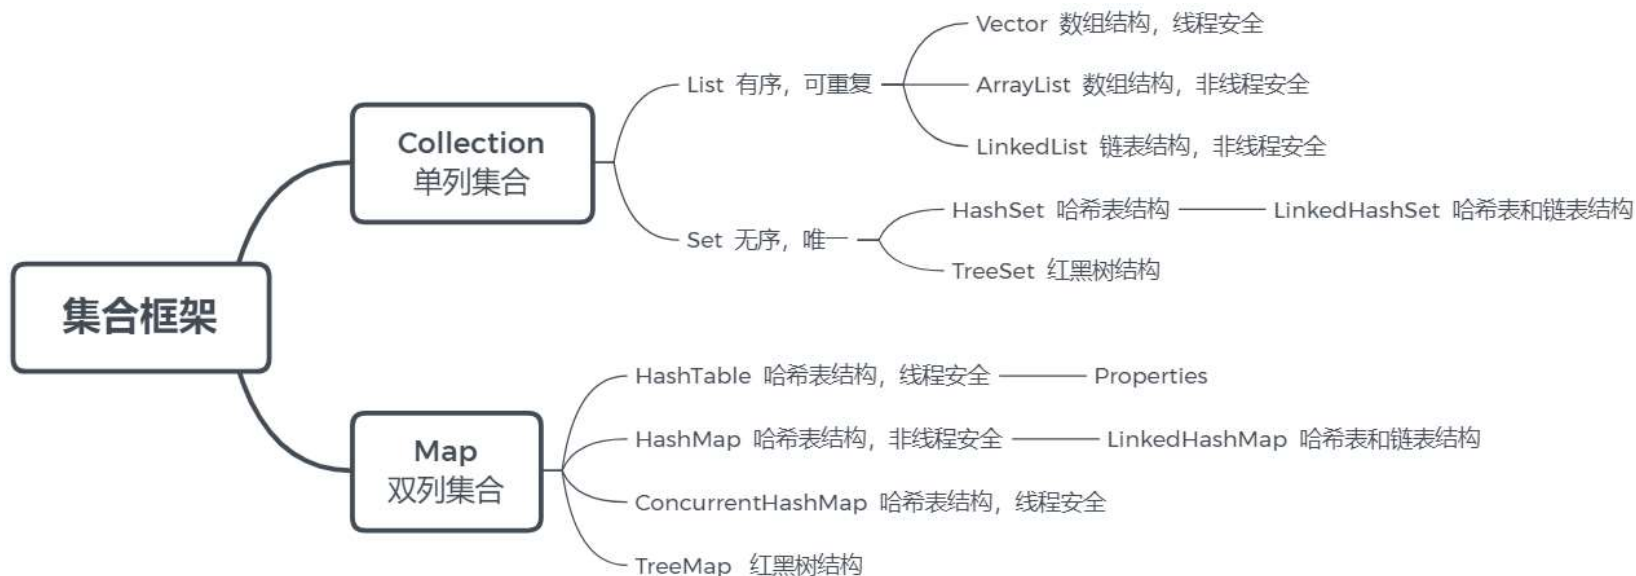 集合框架
Collection
单列集合
List 有序，可重复
Vector 数组结构，线程安全
ArrayList 数组结构，非线程安全
LinkedList 链表结构，非线程安全
Set 无序，唯一
HashSet 哈希表结构
LinkedHashSet 哈希表和链表结构
TreeSet 红黑树结构
Map
双列集合
HashTable 哈希表结构，线程安全
Properties
HashMap 哈希表结构，非线程安全
LinkedHashMap 哈希表和链表结构
ConcurrentHashMap 哈希表结构，线程安全
TreeMap 红黑树结构